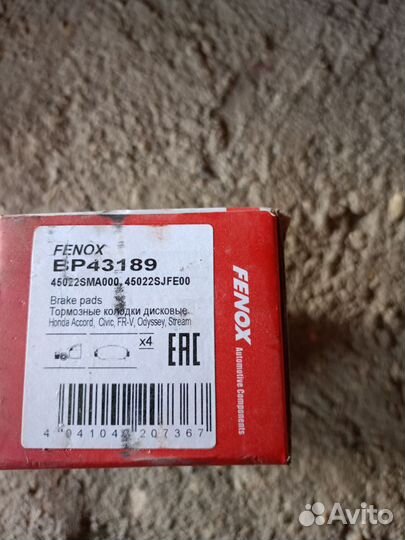 FENOX
BP43189
45022SMA000, 45022SJFE00
Brake pads
Тормозные колодки дисковые
Honda Accord, Civic, FR-V, Odyssey, Stream
x4
EAC
4 041044 207367
FENOX
Automotive Components
Avito